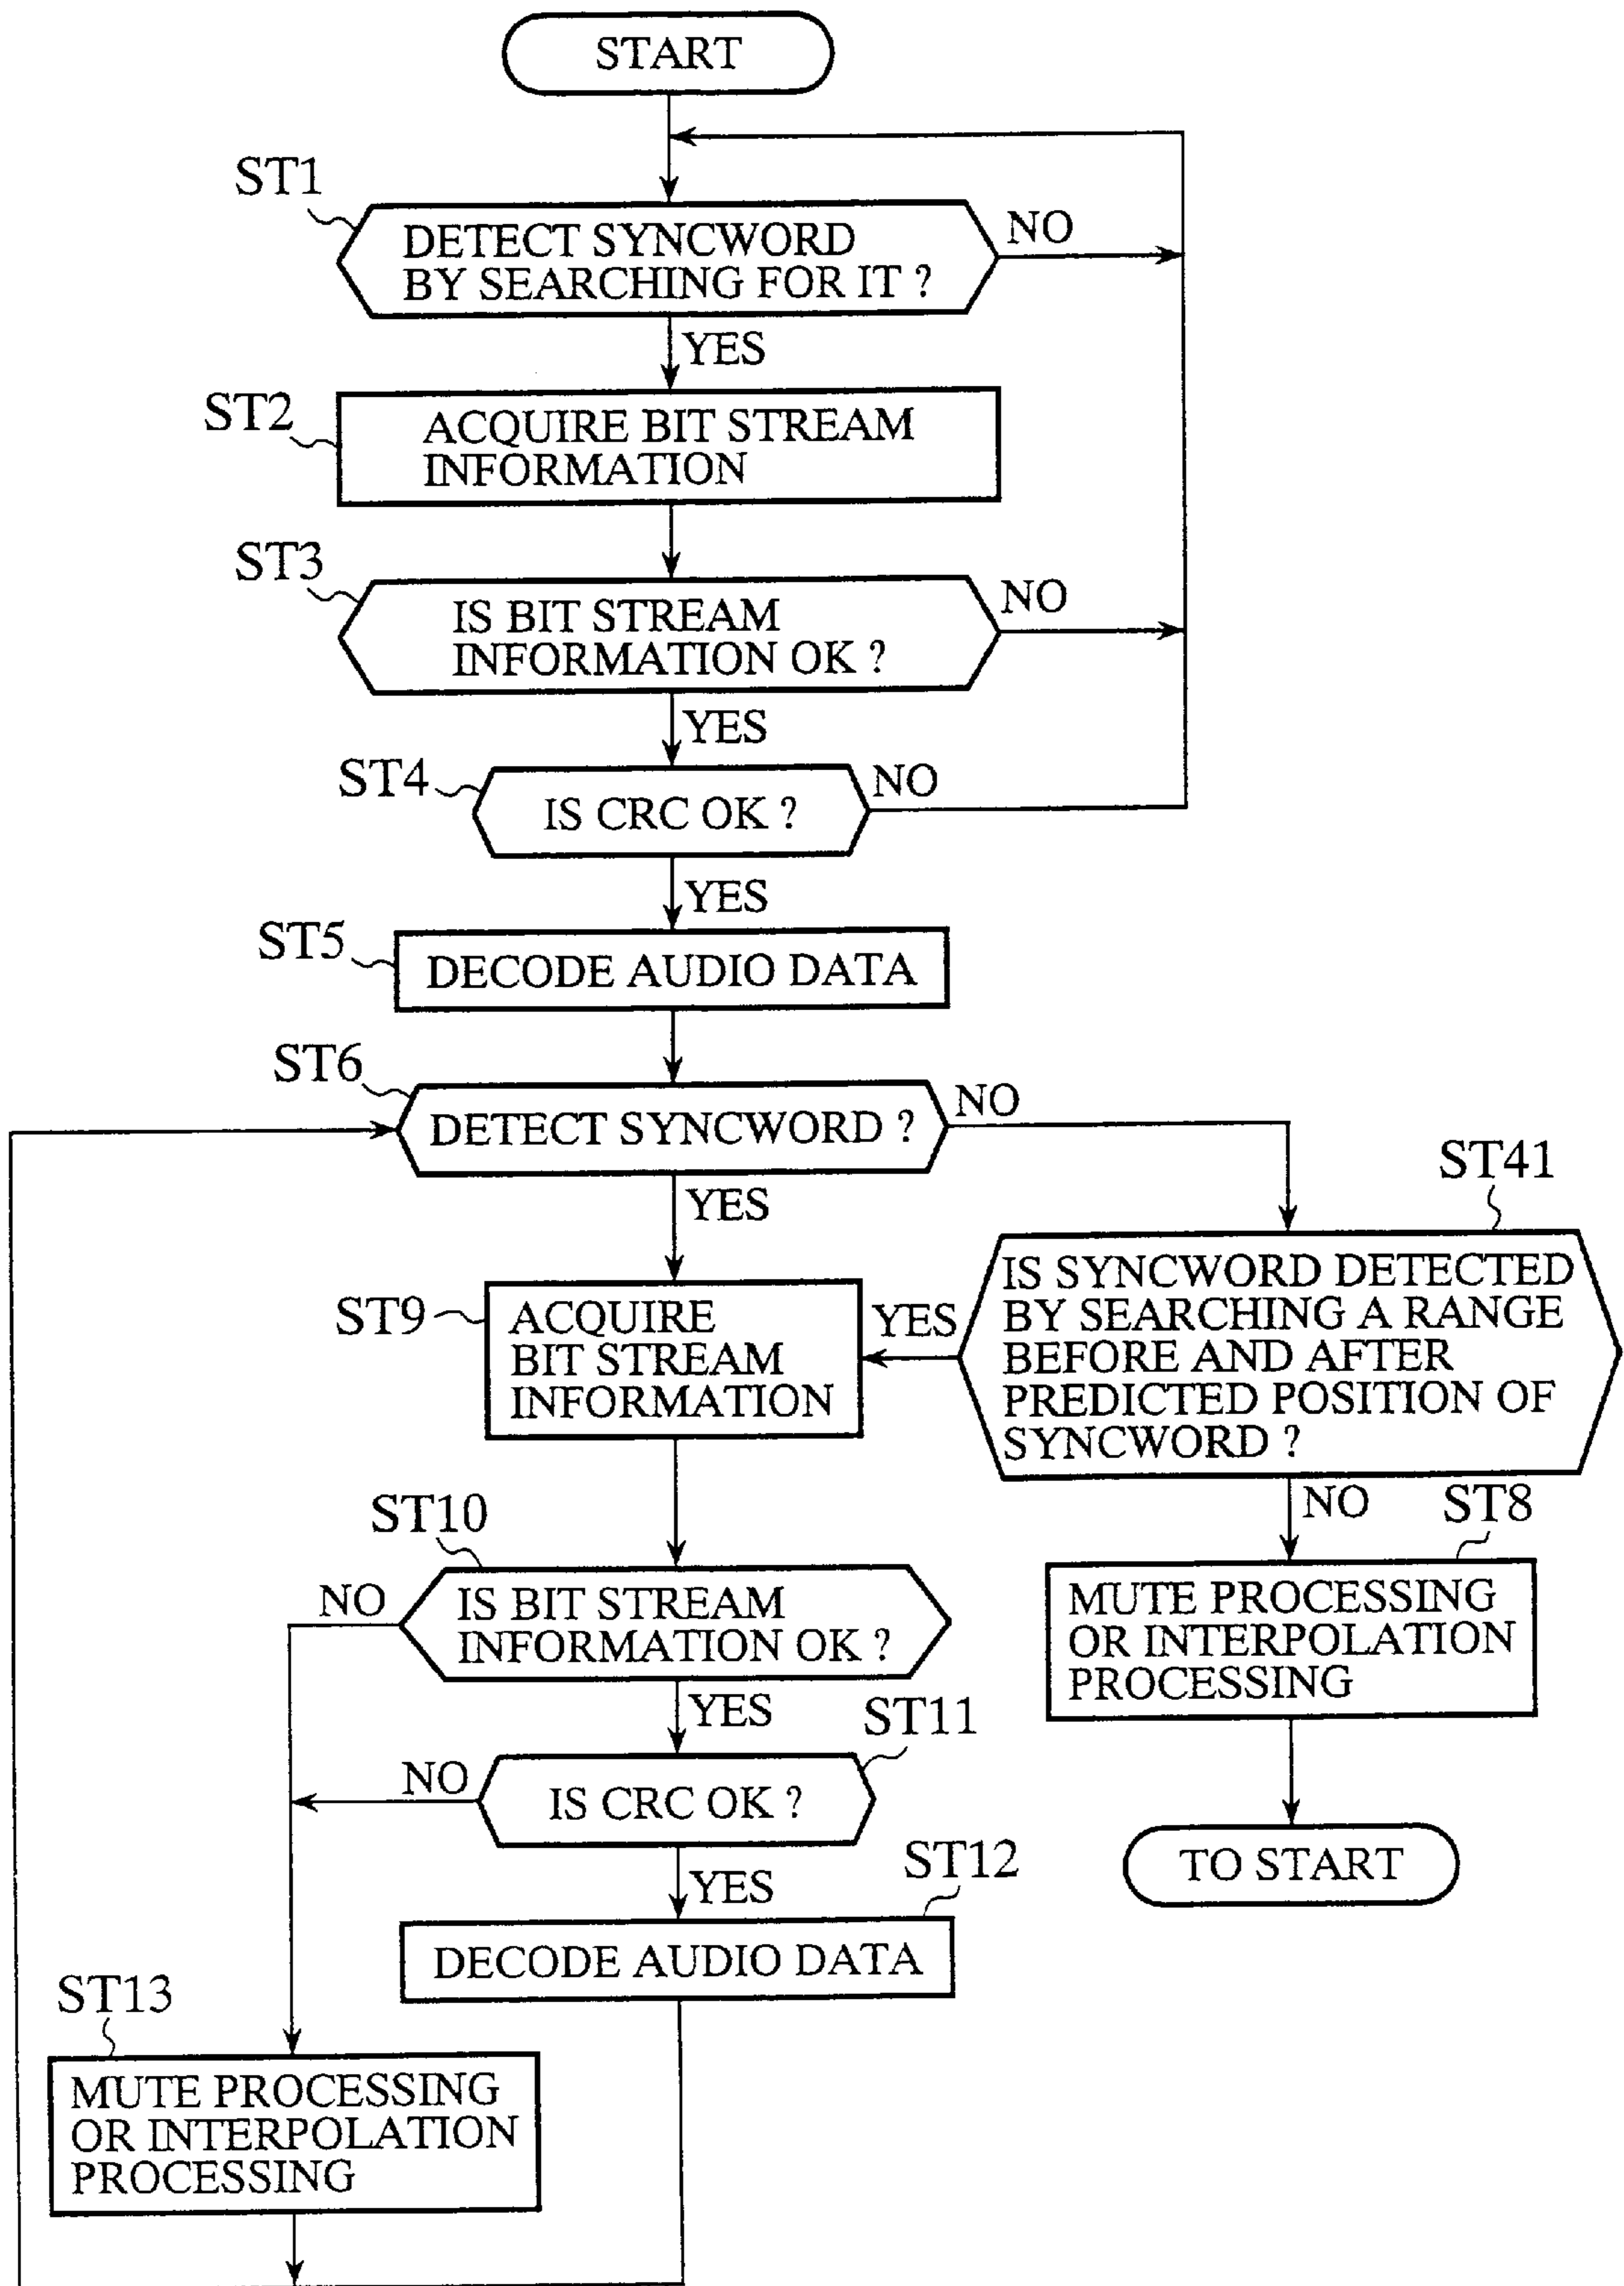 START
ST1
DETECT SYNCWORD
BY SEARCHING FOR IT ?
NO
YES
ST2
ACQUIRE BIT STREAM
INFORMATION
ST3
IS BIT STREAM
INFORMATION OK ?
NO
YES
ST4
IS CRC OK ?
NO
YES
ST5
DECODE AUDIO DATA
ST6
DETECT SYNCWORD ?
NO
YES
ST41
IS SYNCWORD DETECTED
BY SEARCHING A RANGE
BEFORE AND AFTER
PREDICTED POSITION OF
SYNCWORD ?
YES
NO
ST9
ACQUIRE
BIT STREAM
INFORMATION
ST8
MUTE PROCESSING
OR INTERPOLATION
PROCESSING
TO START
ST10
IS BIT STREAM
INFORMATION OK ?
NO
YES
ST11
IS CRC OK ?
NO
YES
ST12
DECODE AUDIO DATA
ST13
MUTE PROCESSING
OR INTERPOLATION
PROCESSING